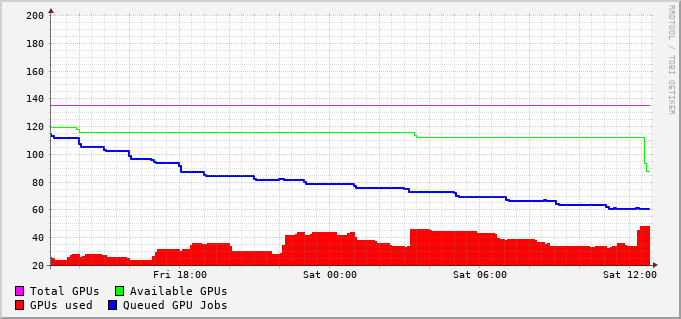 200
180
160
140
120
100
80
60
40
20
Fri 18:00 Sat 00:00 Sat 06:00 Sat 12:00
Total GPUs Available GPUs
GPUs used Queued GPU Jobs
RRDTOOL / TOBI OETIKER